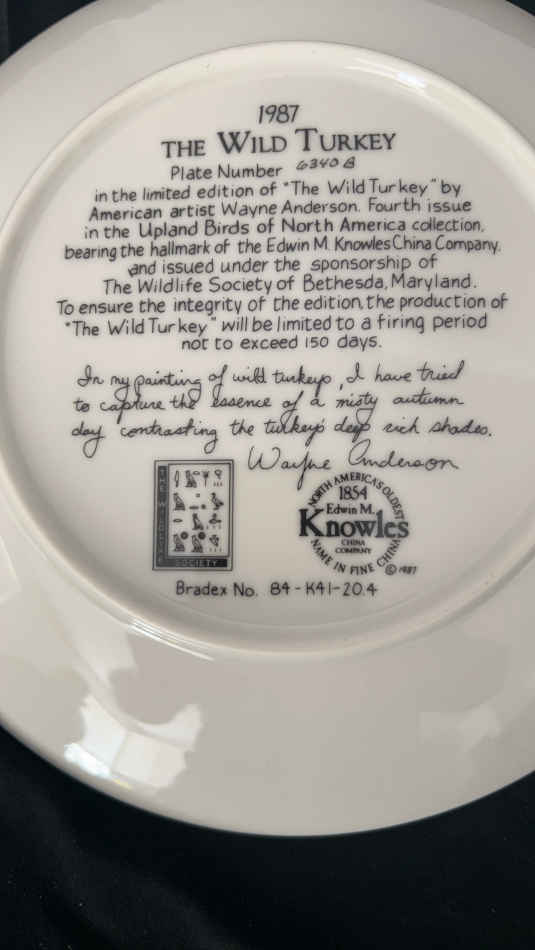 1987
THE WILD TURKEY
Plate Number 6340 B
in the limited edition of "The Wild Turkey" by
American artist Wayne Anderson. Fourth issue
in the Upland Birds of North America collection,
bearing the hallmark of the Edwin M. Knowles China Company,
and issued under the sponsorship of
The Wildlife Society of Bethesda, Maryland.
To ensure the integrity of the edition, the production of
"The Wild Turkey" will be limited to a firing period
not to exceed 150 days.
In my painting of wild turkeys, I have tried
to capture the essence of a misty autumn
day contrasting the turkey's deep rich shades.
Wayne Anderson
THE WILDLIFE
SOCIETY
NORTH AMERICA'S OLDEST
1854
Edwin M.
Knowles
CHINA
COMPANY
NAME IN FINE CHINA
© 1987
Bradex No. 84-K41-20.4